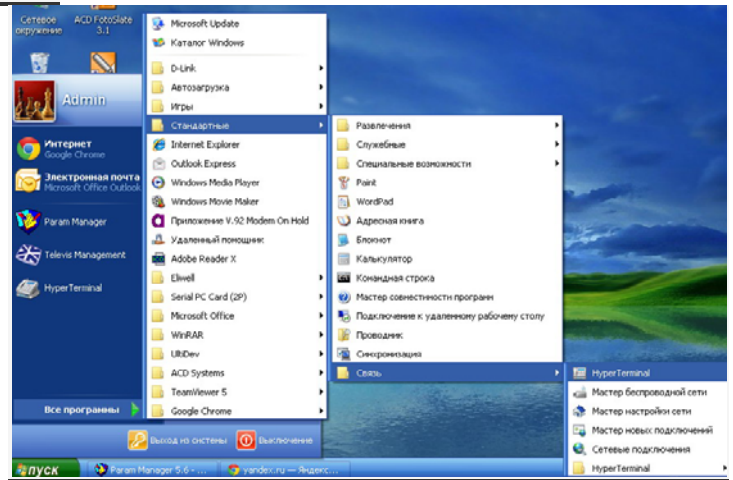 Сетевое окружение
ACD FotoSlate 3.1
Admin
Интернет
Google Chrome
Электронная почта
Microsoft Office Outlook
Param Manager
Televis Management
HyperTerminal
Все программы
Microsoft Update
Каталог Windows
D-Link
Автозагрузка
Игры
Стандартные
Internet Explorer
Outlook Express
Windows Media Player
Windows Movie Maker
Приложение V.92 Modem On Hold
Удаленный помощник
Adobe Reader X
Eliwell
Serial PC Card (2P)
Microsoft Office
WinRAR
UltiDev
ACD Systems
TeamViewer 5
Google Chrome
Развлечения
Служебные
Специальные возможности
Paint
WordPad
Адресная книга
Блокнот
Калькулятор
Командная строка
Мастер совместимости программ
Подключение к удаленному рабочему столу
Проводник
Синхронизация
Связь
HyperTerminal
Мастер беспроводной сети
Мастер настройки сети
Мастер новых подключений
Сетевые подключения
HyperTerminal
Выход из системы
Выключение
пуск
Param Manager 5.6 - ...
yandex.ru — Яндекс...